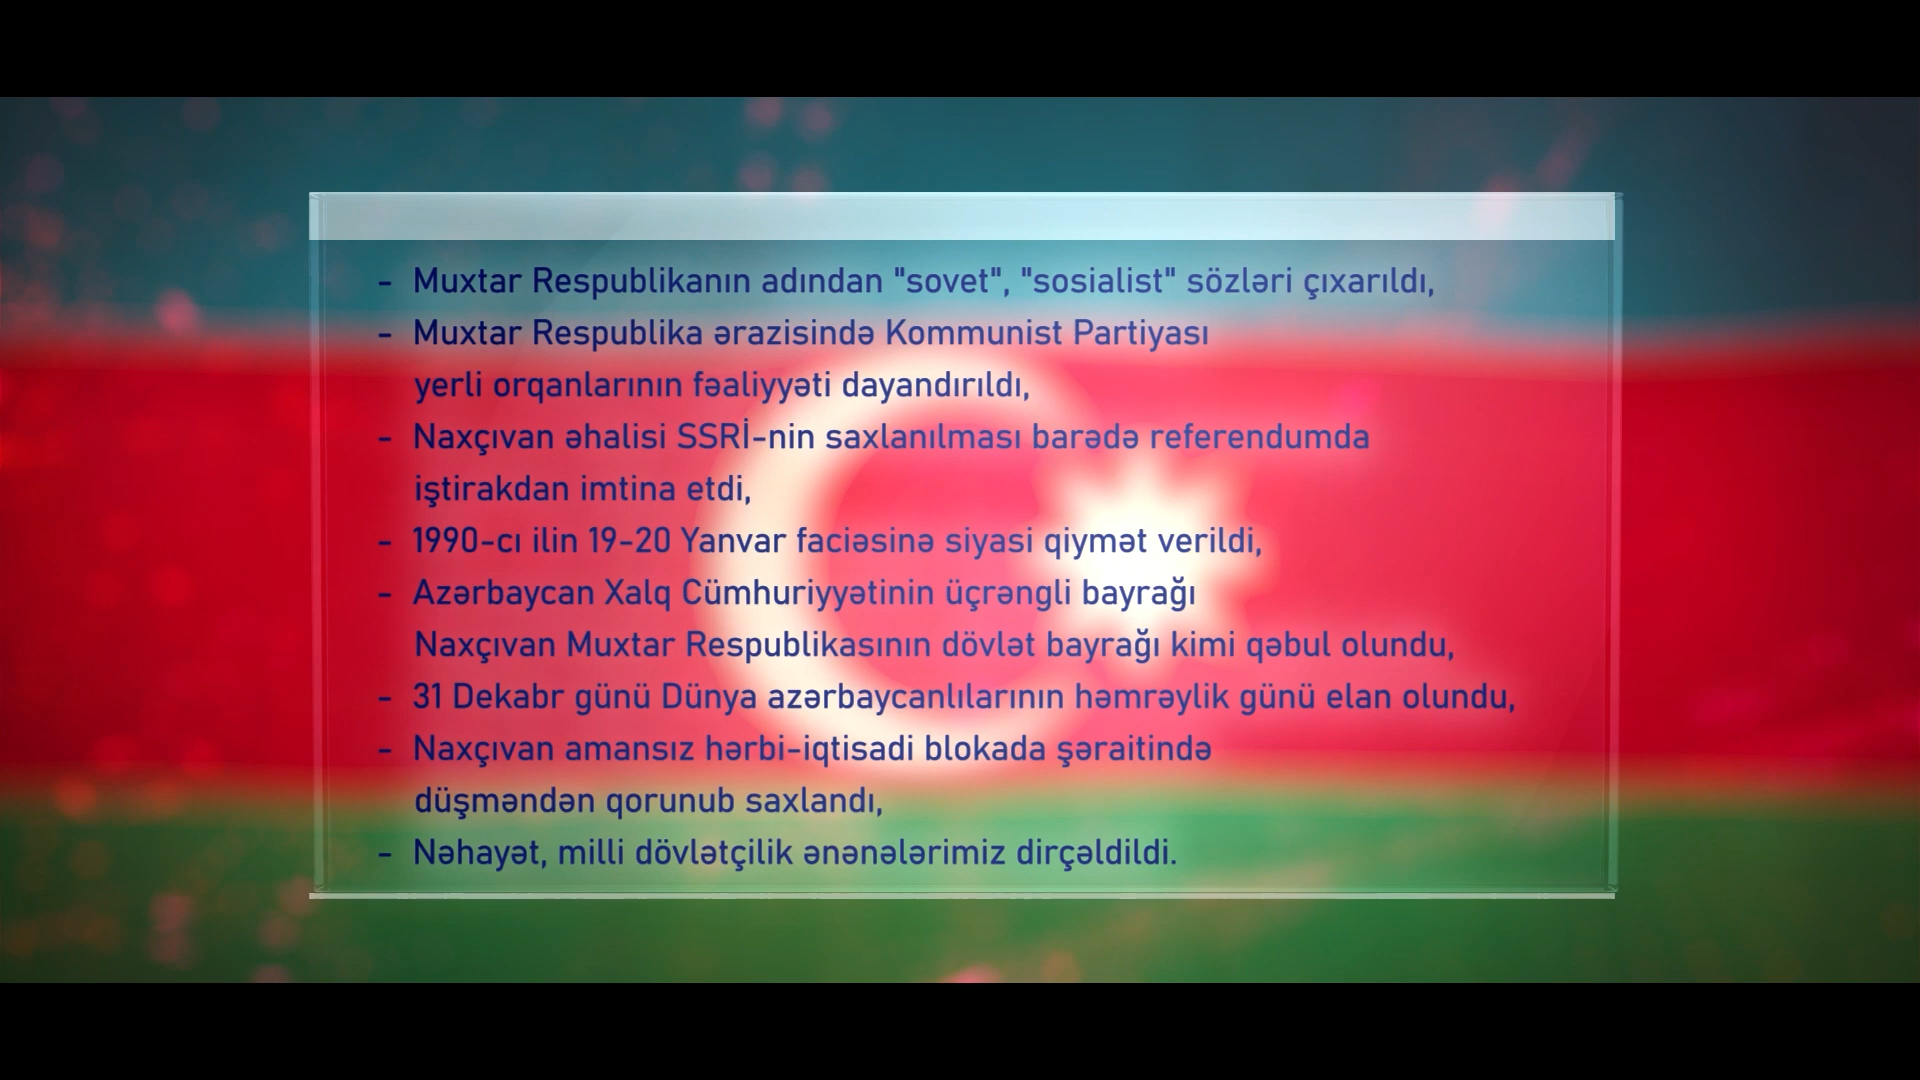 - Muxtar Respublikanın adından "sovet", "sosialist" sözləri çıxarıldı,
- Muxtar Respublika ərazisində Kommunist Partiyası
yerli orqanlarının fəaliyyəti dayandırıldı,
- Naxçıvan əhalisi SSRİ-nin saxlanılması barədə referendumda
iştirakdan imtina etdi,
- 1990-cı ilin 19-20 Yanvar faciəsinə siyasi qiymət verildi,
- Azərbaycan Xalq Cümhuriyyətinin üçrəngli bayrağı
Naxçıvan Muxtar Respublikasının dövlət bayrağı kimi qəbul olundu,
- 31 Dekabr günü Dünya azərbaycanlılarının həmrəylik günü elan olundu,
- Naxçıvan amansız hərbi-iqtisadi blokada şəraitində
düşməndən qorunub saxlandı,
- Nəhayət, milli dövlətçilik ənənələrimiz dirçəldildi.